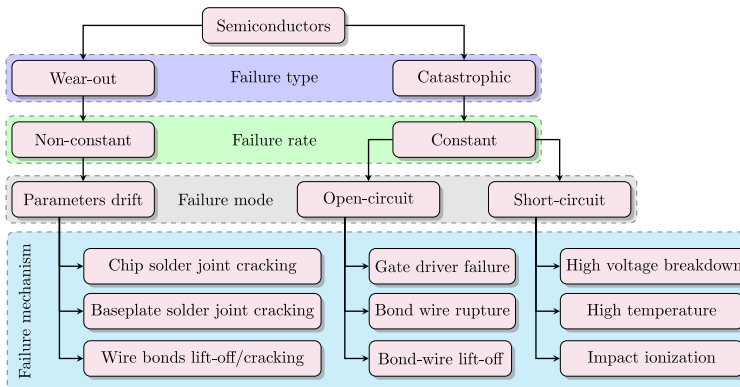 Semiconductors
Wear-out
Failure type
Catastrophic
Non-constant
Failure rate
Constant
Parameters drift
Failure mode
Open-circuit
Short-circuit
Failure mechanism
Chip solder joint cracking
Gate driver failure
High voltage breakdown
Baseplate solder joint cracking
Bond wire rupture
High temperature
Wire bonds lift-off/cracking
Bond-wire lift-off
Impact ionization